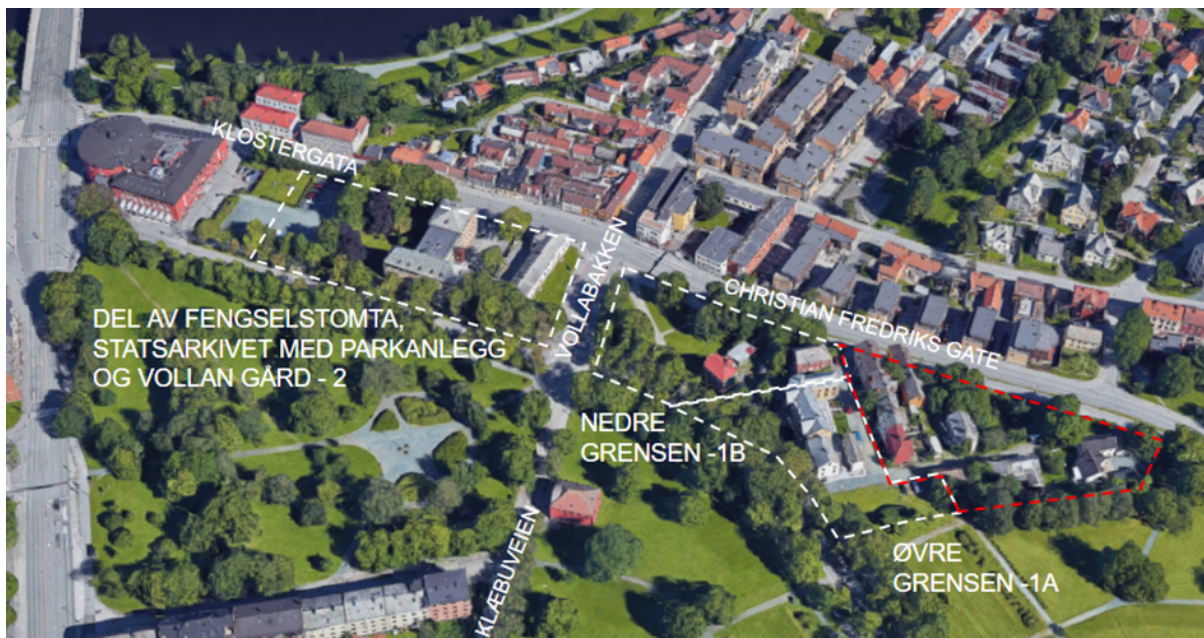 KLOSTERGATA
VOLLABAKKEN
CHRISTIAN FREDRIKS GATE
DEL AV FENGSELSTOMTA,
STATSARKIVET MED PARKANLEGG
OG VOLLAN GÅRD - 2
NEDRE
GRENSEN -1B
ØVRE
GRENSEN -1A
KLÆBUVEIEN